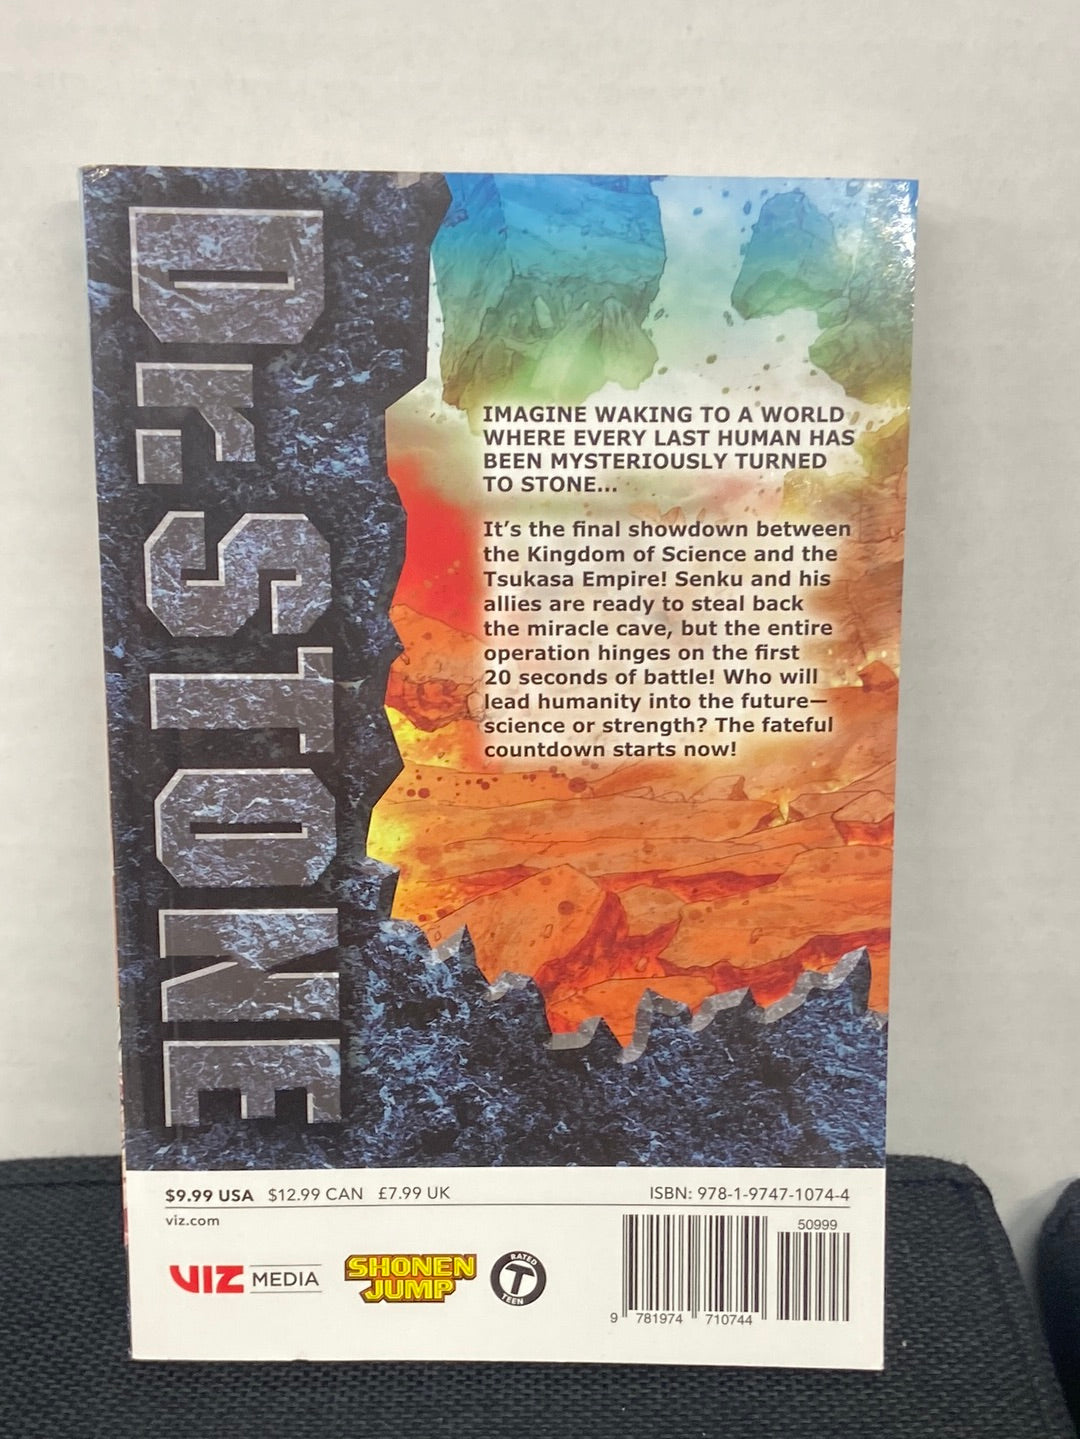 Dr. STONE
IMAGINE WAKING TO A WORLD
WHERE EVERY LAST HUMAN HAS
BEEN MYSTERIOUSLY TURNED
TO STONE...
It's the final showdown between
the Kingdom of Science and the
Tsukasa Empire! Senku and his
allies are ready to steal back
the miracle cave, but the entire
operation hinges on the first
20 seconds of battle! Who will
lead humanity into the future—
science or strength? The fateful
countdown starts now!
$9.99 USA $12.99 CAN £7.99 UK
ISBN: 978-1-9747-1074-4
viz.com
50999
VIZ MEDIA
SHONEN
JUMP
RATED
T
TEEN
9 781974 710744